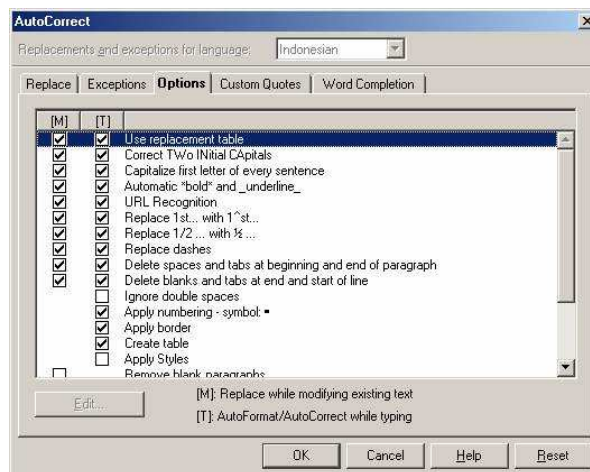 AutoCorrect
Replacements and exceptions for language: Indonesian
Replace Exceptions Options Custom Quotes Word Completion
[M] [T]
Use replacement table
Correct TWo INitial CApitals
Capitalize first letter of every sentence
Automatic *bold* and _underline_
URL Recognition
Replace 1st... with 1^st...
Replace 1/2 ... with ½ ...
Replace dashes
Delete spaces and tabs at beginning and end of paragraph
Delete blanks and tabs at end and start of line
Ignore double spaces
Apply numbering - symbol: ▪
Apply border
Create table
Apply Styles
Remove blank paragraphs
Edit... [M]: Replace while modifying existing text
[T]: AutoFormat/AutoCorrect while typing
OK Cancel Help Reset